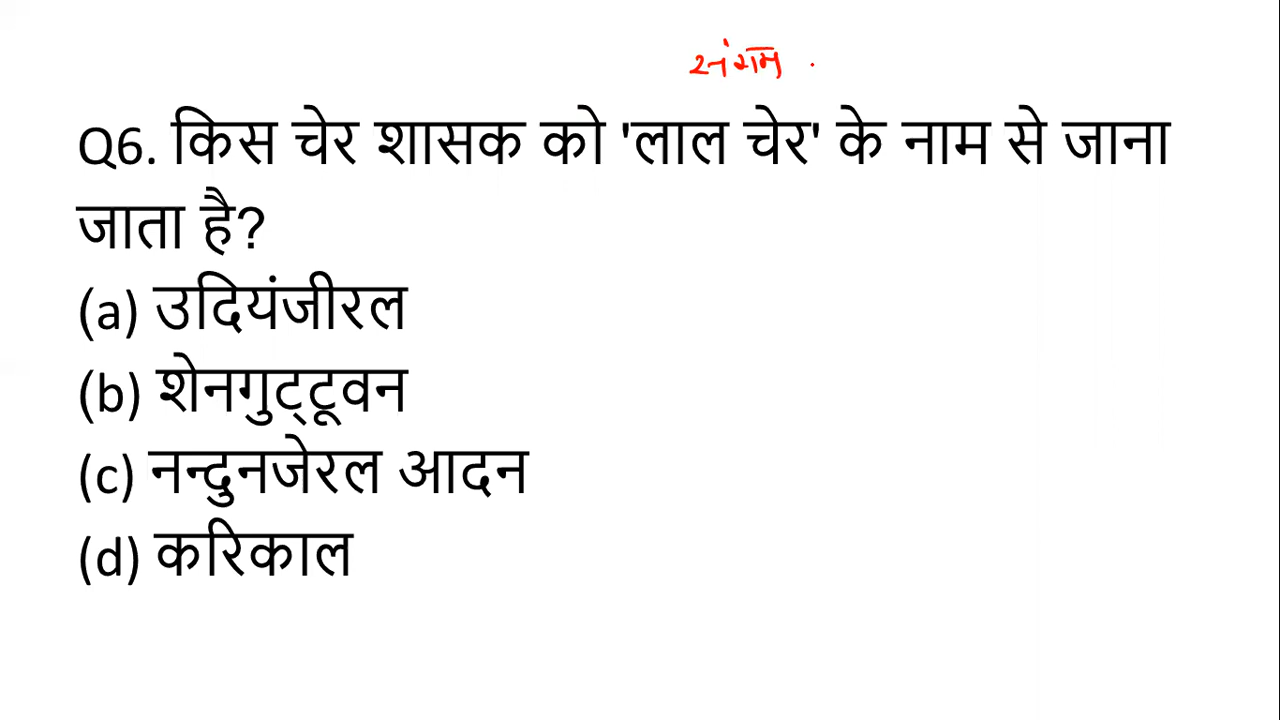 संगम
Q6. किस चेर शासक को 'लाल चेर' के नाम से जाना
जाता है?
(a) उदियंजीरल
(b) शेनगुट्टूवन
(c) नन्दुनजेरल आदन
(d) करिकाल